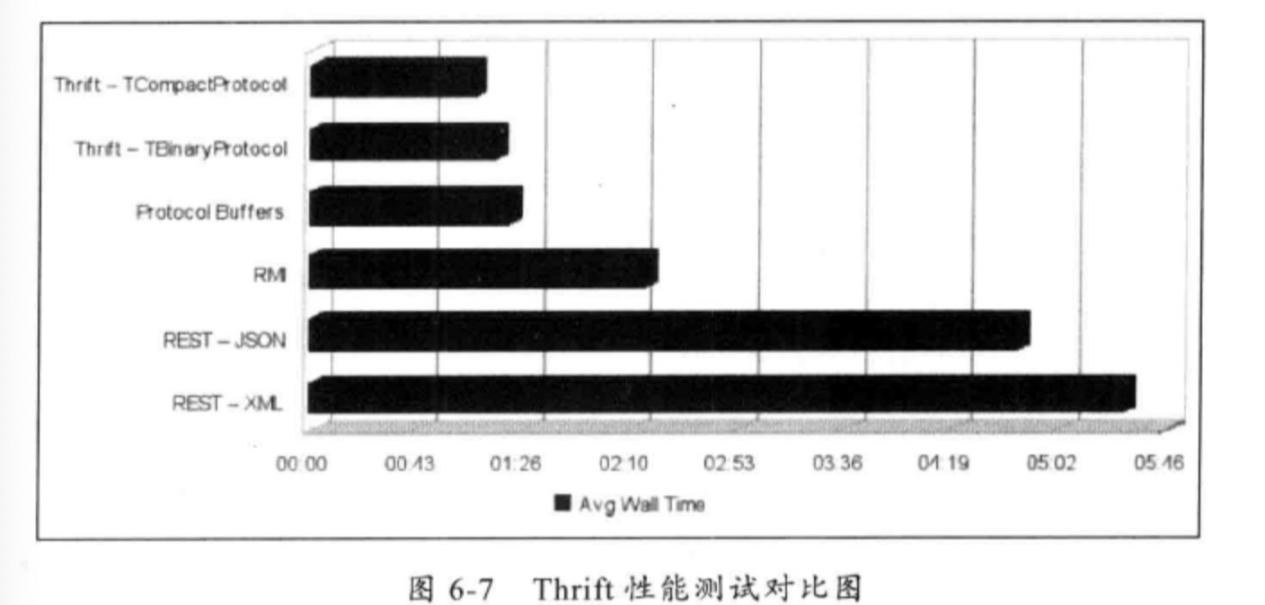 Thrift – TCompactProtocol
Thrift – TBinaryProtocol
Protocol Buffers
RMI
REST – JSON
REST – XML
00:00 00:43 01:26 02:10 02:53 03:36 04:19 05:02 05:46
Avg Wall Time
图 6-7 Thrift 性能测试对比图